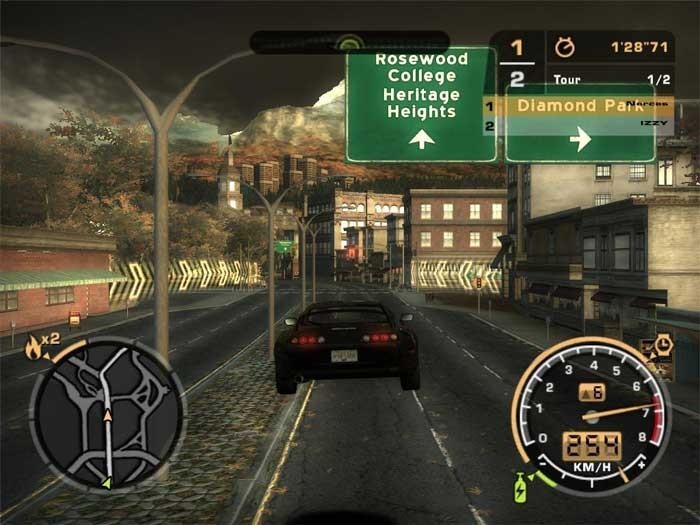 Rosewood
College
Heritage
Heights
Diamond Park
1
2
1'28"71
Tour 1/2
1
2 IZZY
x2
0 1 2 3 4 5 6 7 8
6
254
KM/H